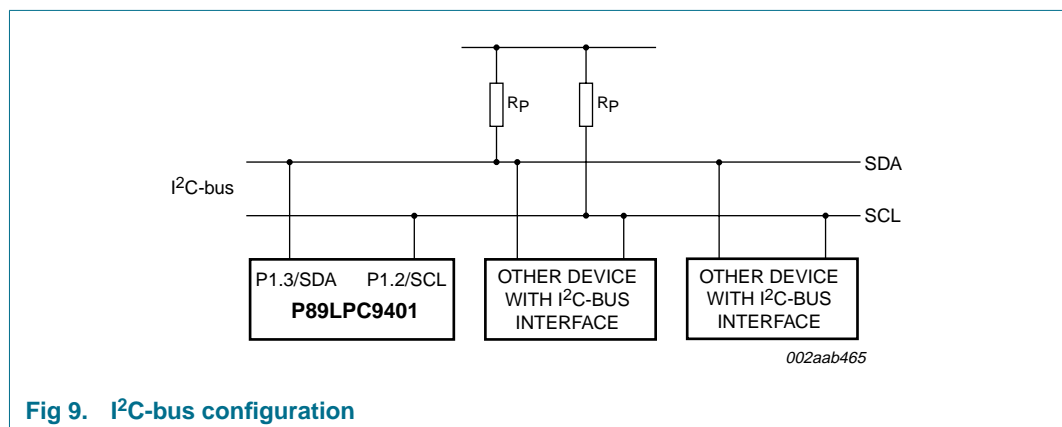 RP
RP
SDA
I2C-bus
SCL
P1.3/SDA P1.2/SCL
P89LPC9401
OTHER DEVICE
WITH I2C-BUS
INTERFACE
OTHER DEVICE
WITH I2C-BUS
INTERFACE
002aab465
Fig 9. I2C-bus configuration